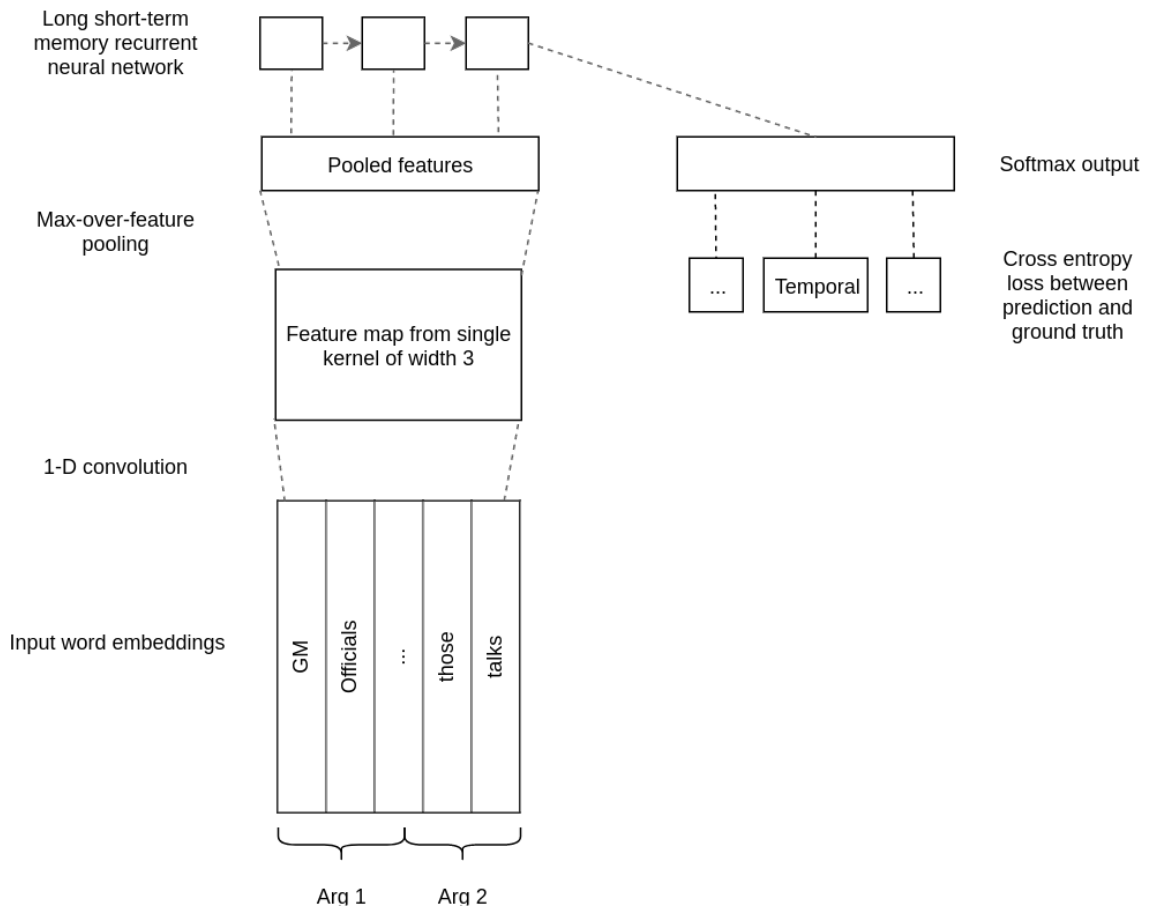 Long short-term
memory recurrent
neural network
Pooled features
Softmax output
Max-over-feature
pooling
...
Temporal
...
Cross entropy
loss between
prediction and
ground truth
Feature map from single
kernel of width 3
1-D convolution
Input word embeddings
GM
Officials
...
those
talks
Arg 1
Arg 2